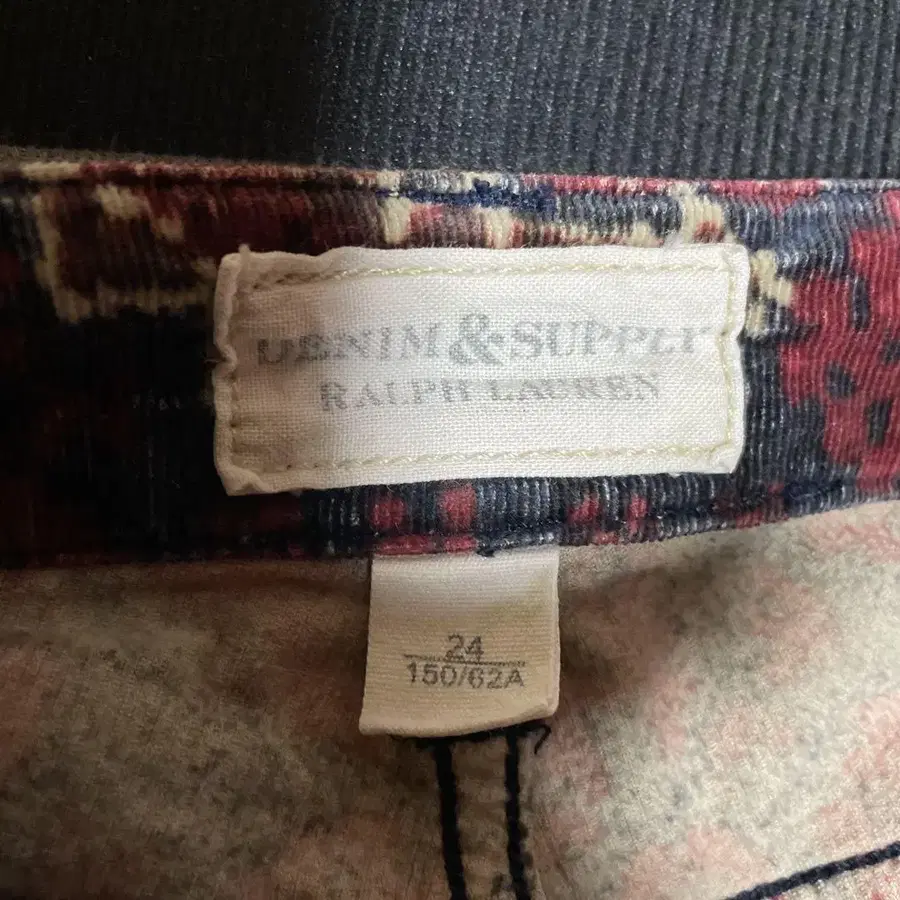 DENIM & SUPPLY
RALPH LAUREN
24
150/62A